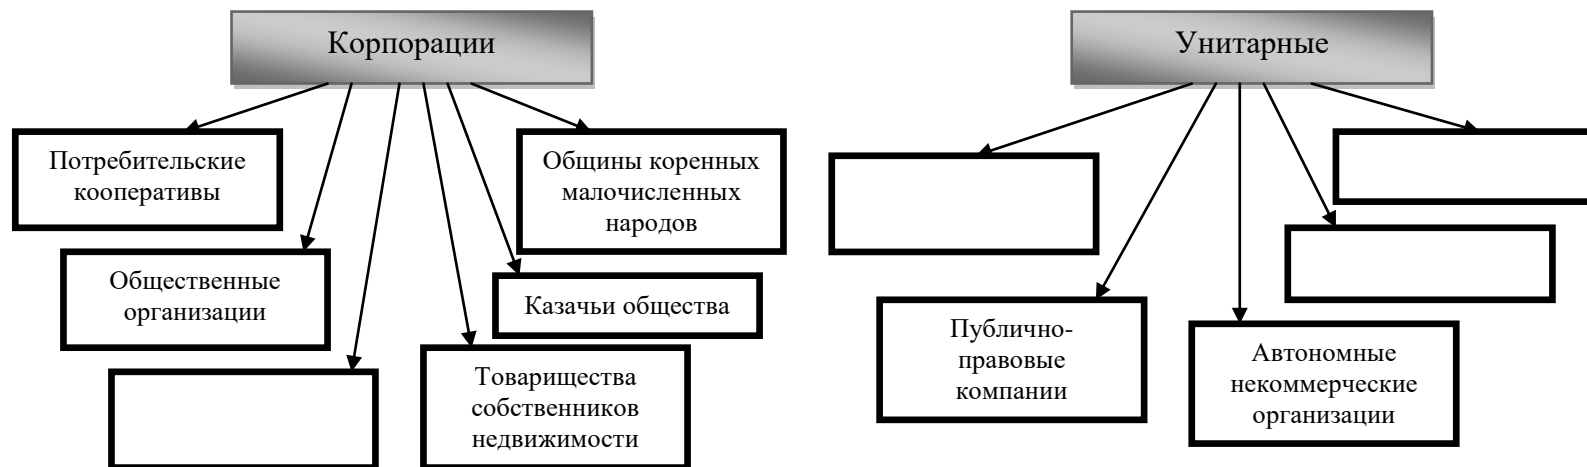 Корпорации
Потребительские
кооперативы
Общины коренных
малочисленных
народов
Общественные
организации
Казачьи общества
Товарищества
собственников
недвижимости
Унитарные
Публично-
правовые
компании
Автономные
некоммерческие
организации